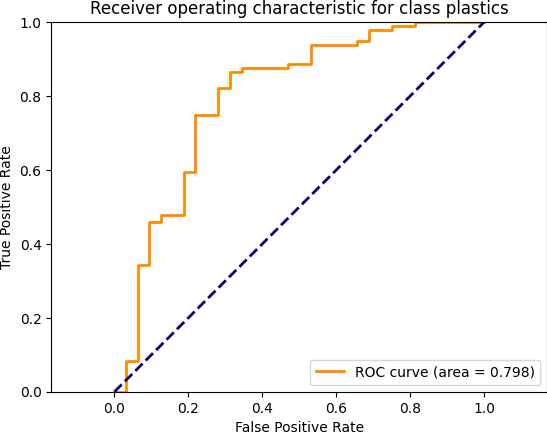 Receiver operating characteristic for class plastics
True Positive Rate
1.0
0.8
0.6
0.4
0.2
0.0
ROC curve (area = 0.798)
0.0 0.2 0.4 0.6 0.8 1.0
False Positive Rate